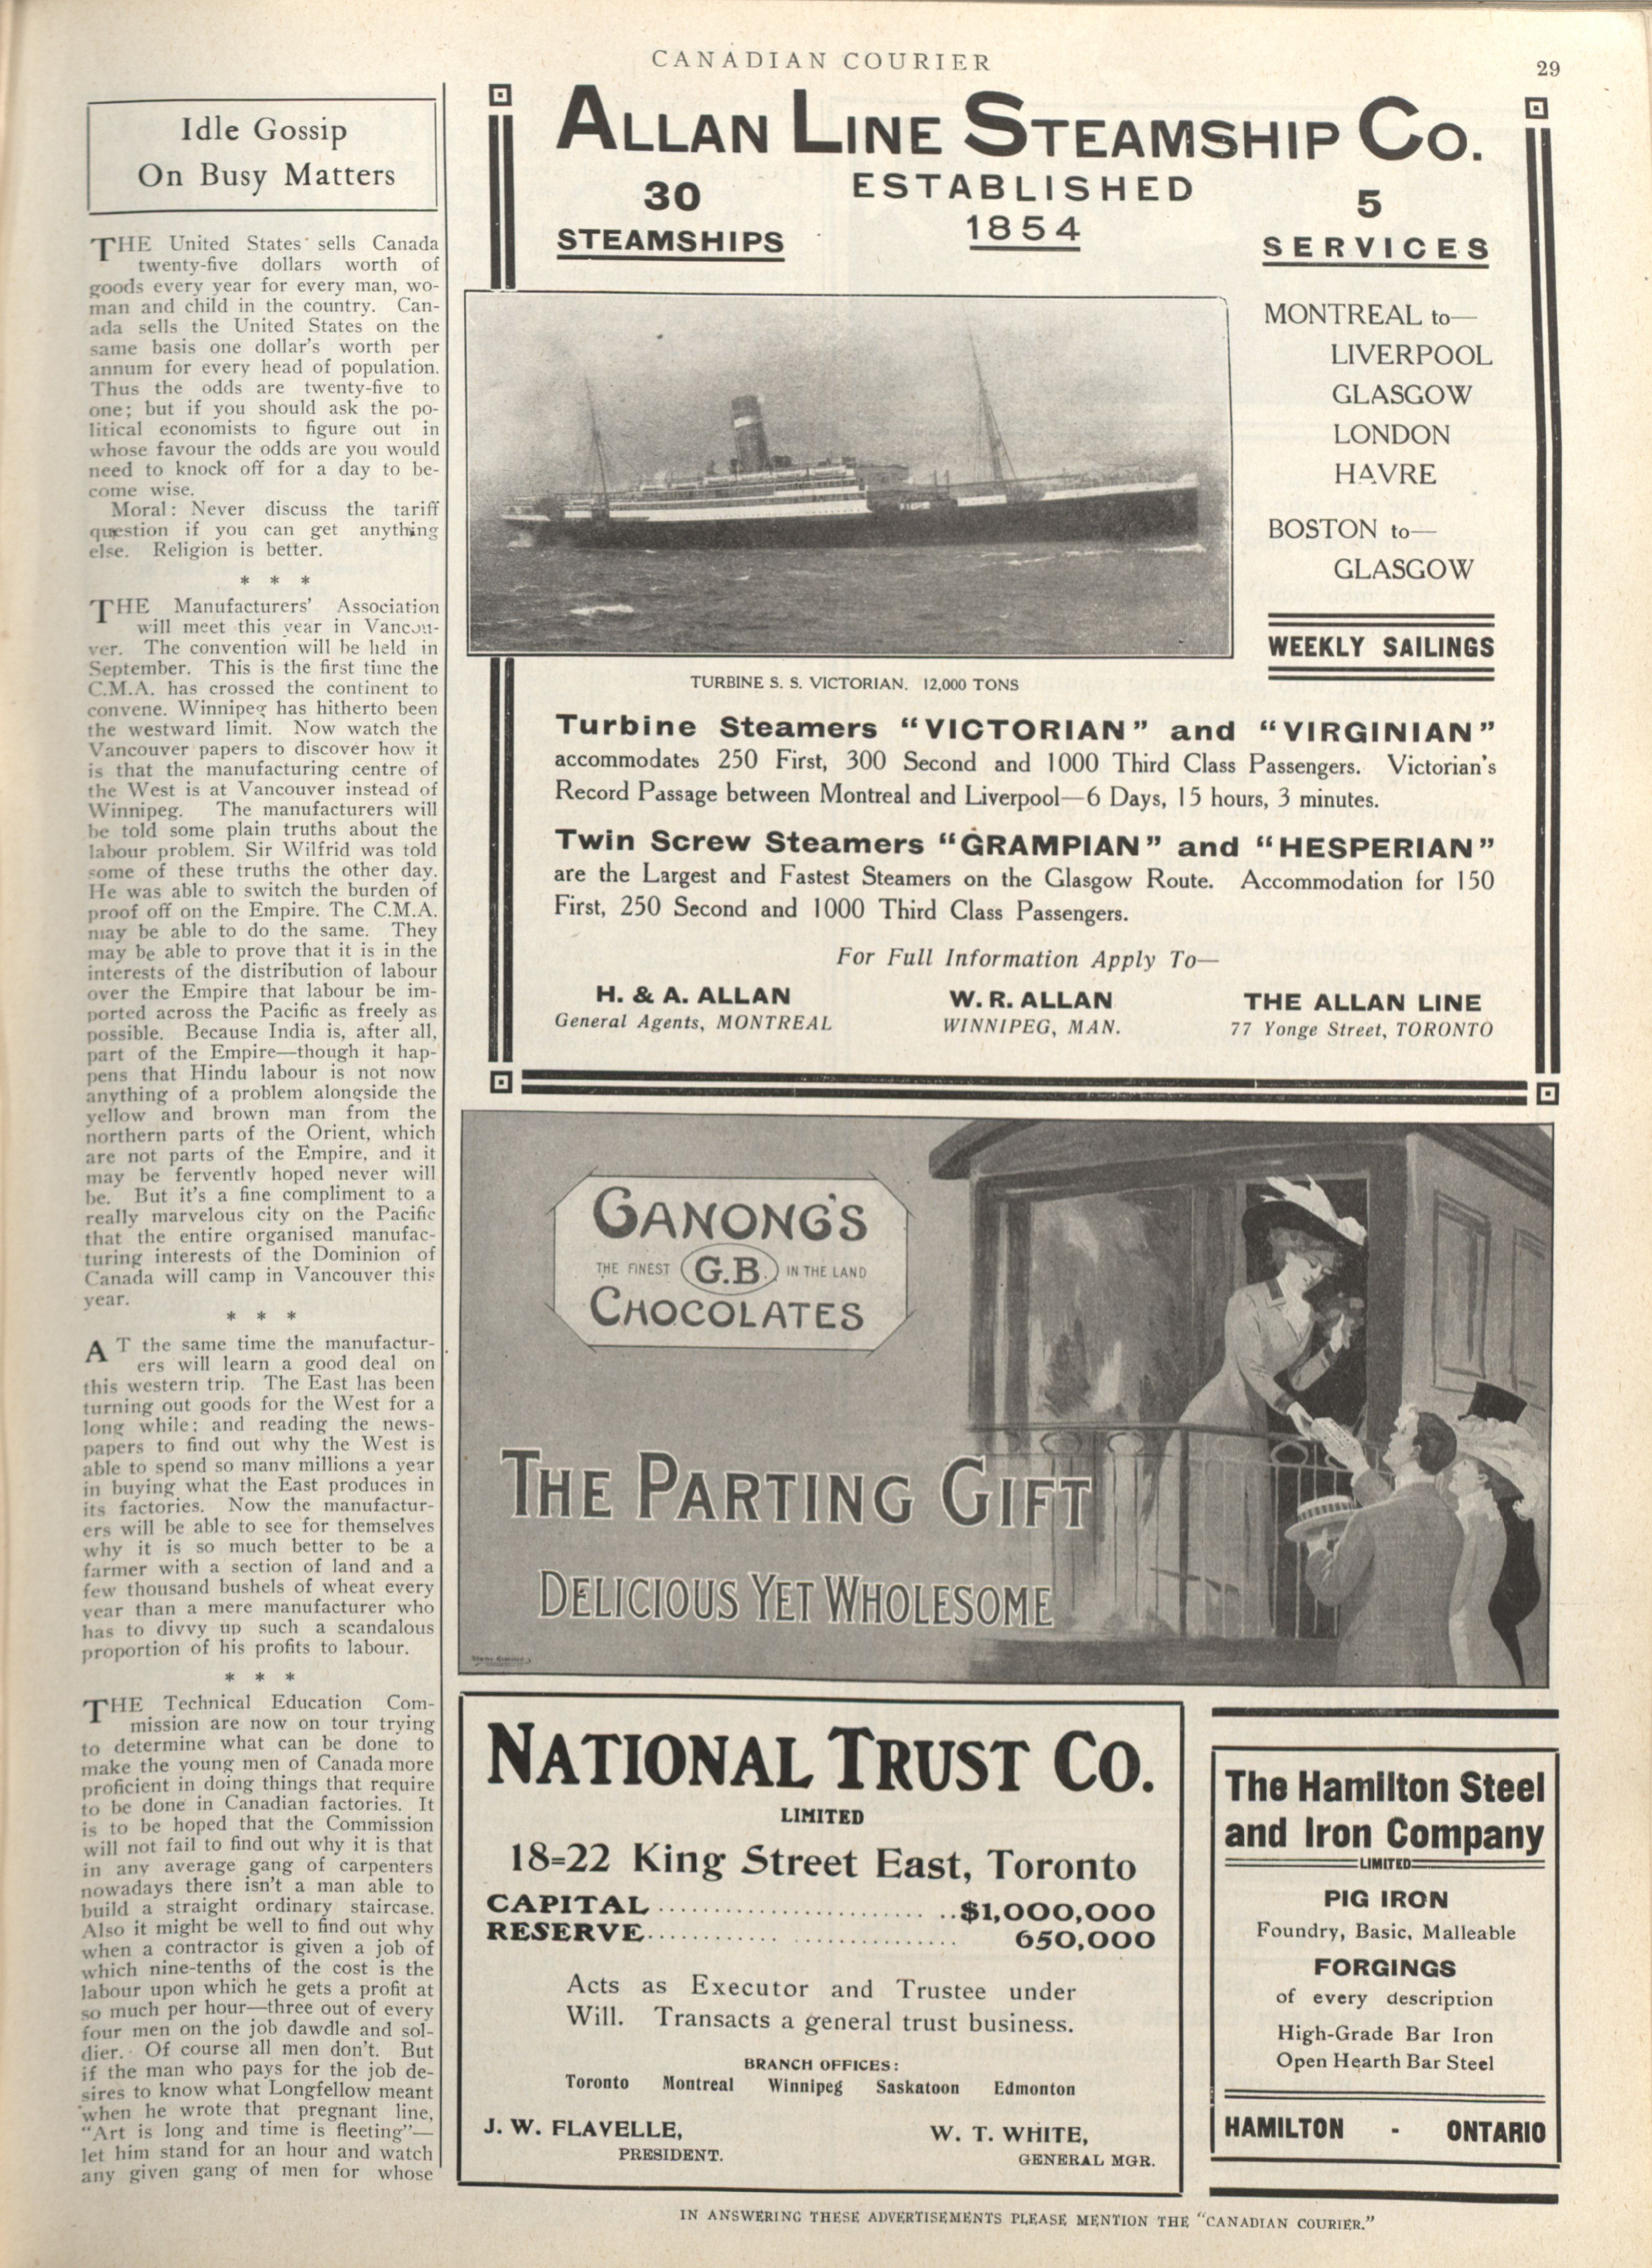 CANADIAN COURIER
29
Idle Gossip
On Busy Matters
THE United States sells Canada
twenty-five dollars worth of
goods every year for every man, wo-
man and child in the country. Can-
ada sells the United States on the
same basis one dollar's worth per
annum for every head of population.
Thus the odds are twenty-five to
one; but if you should ask the po-
litical economists to figure out in
whose favour the odds are you would
need to knock off for a day to be-
come wise.
Moral: Never discuss the tariff
question if you can get anything
else. Religion is better.
* * *
THE Manufacturers' Association
will meet this year in Vancou-
ver. The convention will be held in
September. This is the first time the
C.M.A. has crossed the continent to
convene. Winnipeg has hitherto been
the westward limit. Now watch the
Vancouver papers to discover how it
is that the manufacturing centre of
the West is at Vancouver instead of
Winnipeg. The manufacturers will
be told some plain truths about the
labour problem. Sir Wilfrid was told
some of these truths the other day.
He was able to switch the burden of
proof off on the Empire. The C.M.A.
may be able to do the same. They
may be able to prove that it is in the
interests of the distribution of labour
over the Empire that labour be im-
ported across the Pacific as freely as
possible. Because India is, after all,
part of the Empire—though it hap-
pens that Hindu labour is not now
anything of a problem alongside the
yellow and brown man from the
northern parts of the Orient, which
are not parts of the Empire, and it
may be fervently hoped never will
be. But it's a fine compliment to a
really marvelous city on the Pacific
that the entire organised manufac-
turing interests of the Dominion of
Canada will camp in Vancouver this
year.
* * *
AT the same time the manufactur-
ers will learn a good deal on
this western trip. The East has been
turning out goods for the West for a
long while; and reading the news-
papers to find out why the West is
able to spend so many millions a year
in buying what the East produces in
its factories. Now the manufactur-
ers will be able to see for themselves
why it is so much better to be a
farmer with a section of land and a
few thousand bushels of wheat every
year than a mere manufacturer who
has to divvy up such a scandalous
proportion of his profits to labour.
* * *
THE Technical Education Com-
mission are now on tour trying
to determine what can be done to
make the young men of Canada more
proficient in doing things that require
to be done in Canadian factories. It
is to be hoped that the Commission
will not fail to find out why it is that
in any average gang of carpenters
nowadays there isn't a man able to
build a straight ordinary staircase.
Also it might be well to find out why
when a contractor is given a job of
which nine-tenths of the cost is the
labour upon which he gets a profit at
so much per hour—three out of every
four men on the job dawdle and sol-
dier. Of course all men don't. But
if the man who pays for the job de-
sires to know what Longfellow meant
when he wrote that pregnant line,
"Art is long and time is fleeting"—
let him stand for an hour and watch
any given gang of men for whose
ALLAN LINE STEAMSHIP CO.
30
STEAMSHIPS
ESTABLISHED
1854
5
SERVICES
MONTREAL to—
LIVERPOOL
GLASGOW
LONDON
HAVRE
BOSTON to—
GLASGOW
WEEKLY SAILINGS
TURBINE S. S. VICTORIAN. 12,000 TONS
Turbine Steamers "VICTORIAN" and "VIRGINIAN"
accommodates 250 First, 300 Second and 1000 Third Class Passengers. Victorian's
Record Passage between Montreal and Liverpool—6 Days, 15 hours, 3 minutes.
Twin Screw Steamers "GRAMPIAN" and "HESPERIAN"
are the Largest and Fastest Steamers on the Glasgow Route. Accommodation for 150
First, 250 Second and 1000 Third Class Passengers.
For Full Information Apply To—
H. & A. ALLAN
General Agents, MONTREAL
W. R. ALLAN
WINNIPEG, MAN.
THE ALLAN LINE
77 Yonge Street, TORONTO
GANONG'S
THE FINEST G.B. IN THE LAND
CHOCOLATES
THE PARTING GIFT
DELICIOUS YET WHOLESOME
NATIONAL TRUST CO.
LIMITED
18=22 King Street East, Toronto
CAPITAL ........................ $1,000,000
RESERVE ........................ 650,000
Acts as Executor and Trustee under
Will. Transacts a general trust business.
BRANCH OFFICES:
Toronto Montreal Winnipeg Saskatoon Edmonton
J. W. FLAVELLE,
PRESIDENT.
W. T. WHITE,
GENERAL MGR.
The Hamilton Steel
and Iron Company
LIMITED
PIG IRON
Foundry, Basic, Malleable
FORGINGS
of every description
High-Grade Bar Iron
Open Hearth Bar Steel
HAMILTON - ONTARIO
IN ANSWERING THESE ADVERTISEMENTS PLEASE MENTION THE "CANADIAN COURIER."